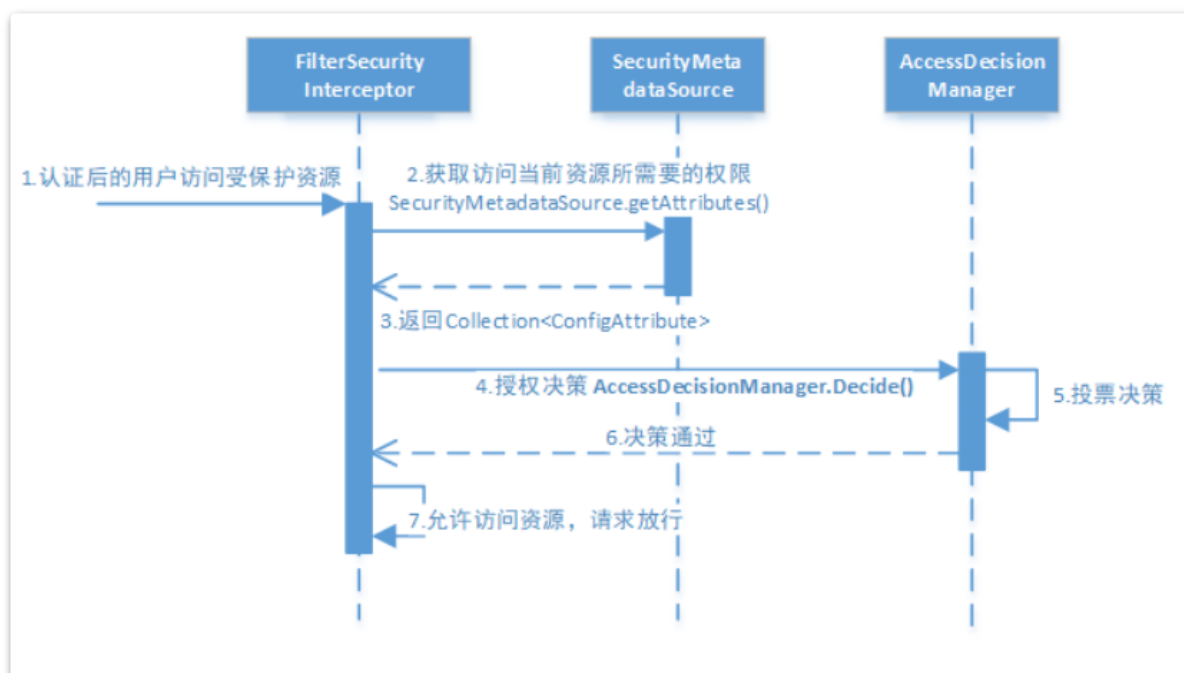 FilterSecurity
Interceptor
SecurityMeta
dataSource
AccessDecision
Manager
1.认证后的用户访问受保护资源
2.获取访问当前资源所需要的权限
SecurityMetadataSource.getAttributes()
3.返回Collection<ConfigAttribute>
4.授权决策 AccessDecisionManager.Decide()
5.投票决策
6.决策通过
7.允许访问资源，请求放行